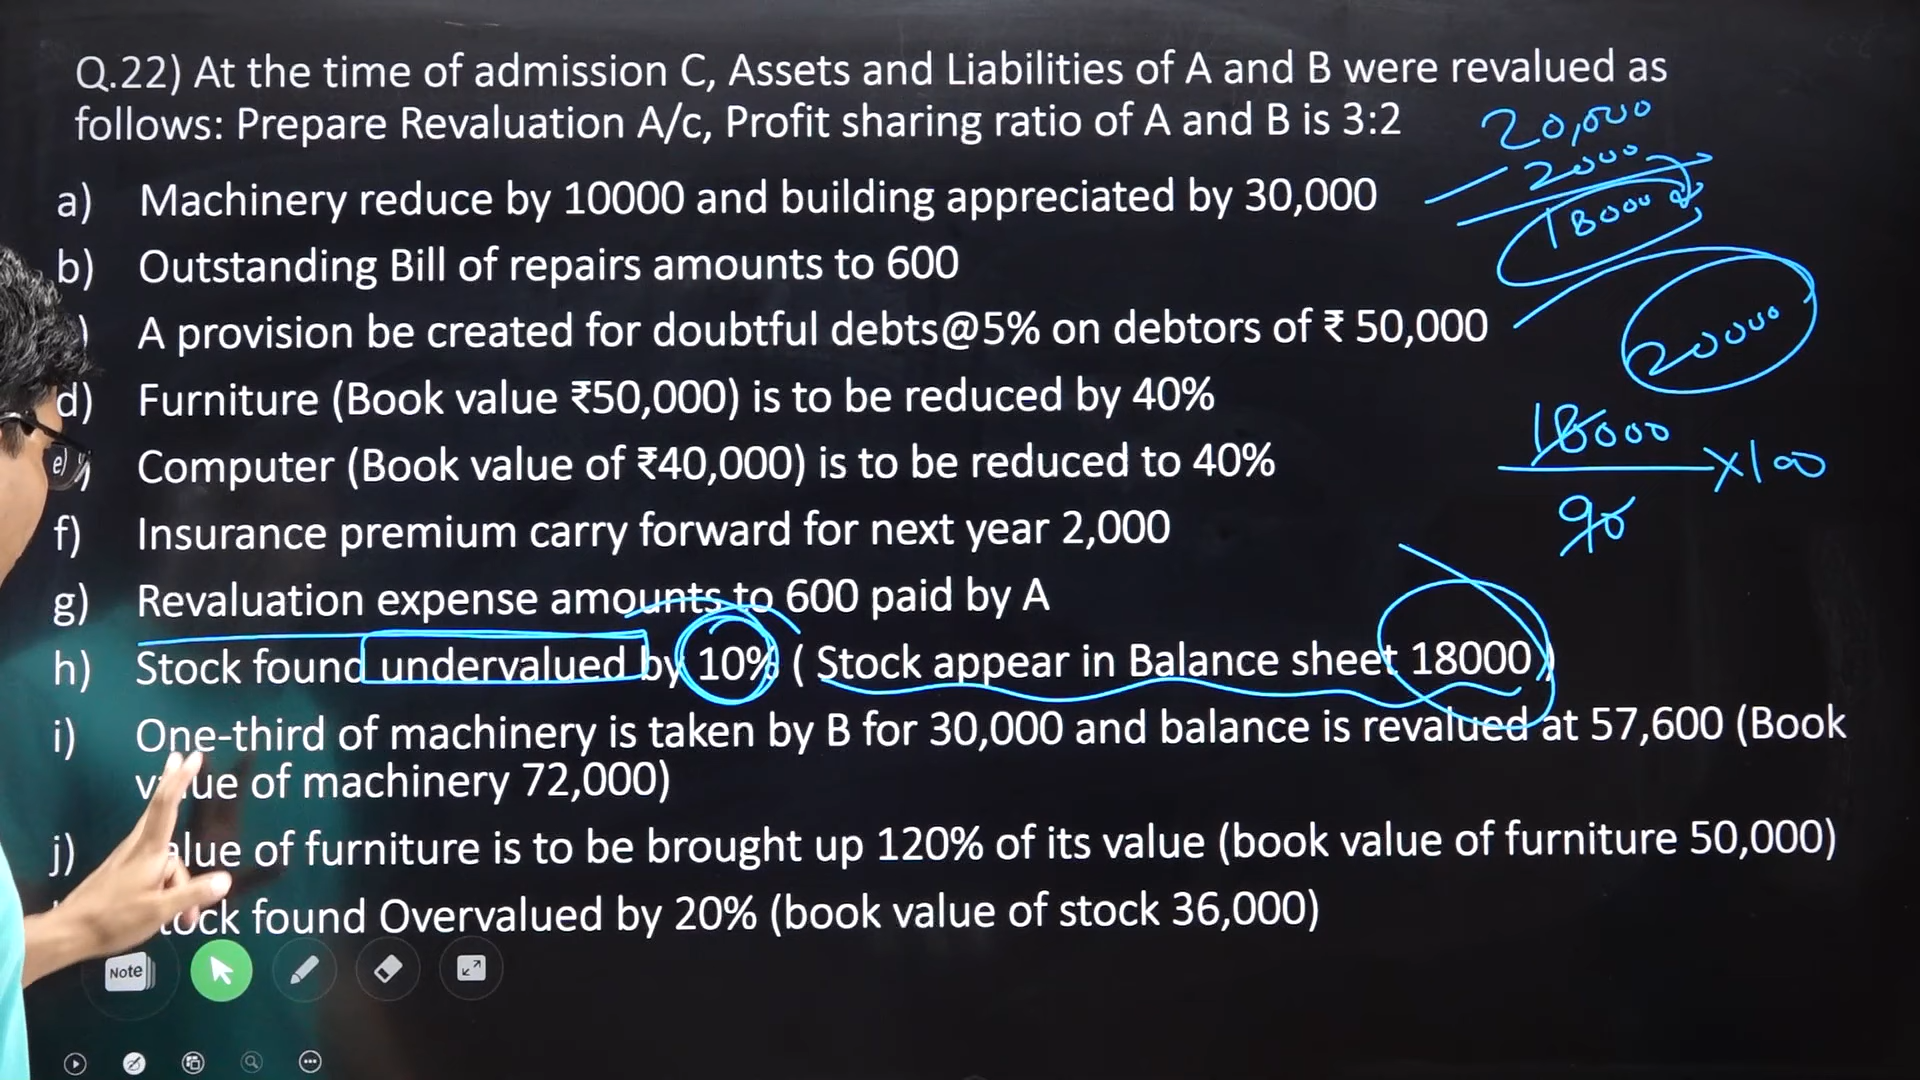 Q.22) At the time of admission C, Assets and Liabilities of A and B were revalued as
follows: Prepare Revaluation A/c, Profit sharing ratio of A and B is 3:2
a) Machinery reduce by 10000 and building appreciated by 30,000
b) Outstanding Bill of repairs amounts to 600
) A provision be created for doubtful debts@5% on debtors of ₹ 50,000
d) Furniture (Book value ₹50,000) is to be reduced by 40%
e) Computer (Book value of ₹40,000) is to be reduced to 40%
f) Insurance premium carry forward for next year 2,000
g) Revaluation expense amounts to 600 paid by A
h) Stock found undervalued by 10% ( Stock appear in Balance sheet 18000 )
i) One-third of machinery is taken by B for 30,000 and balance is revalued at 57,600 (Book
value of machinery 72,000)
j) value of furniture is to be brought up 120% of its value (book value of furniture 50,000)
Stock found Overvalued by 20% (book value of stock 36,000)
20,000
2000
18000
20000
18000
90
×100
Note